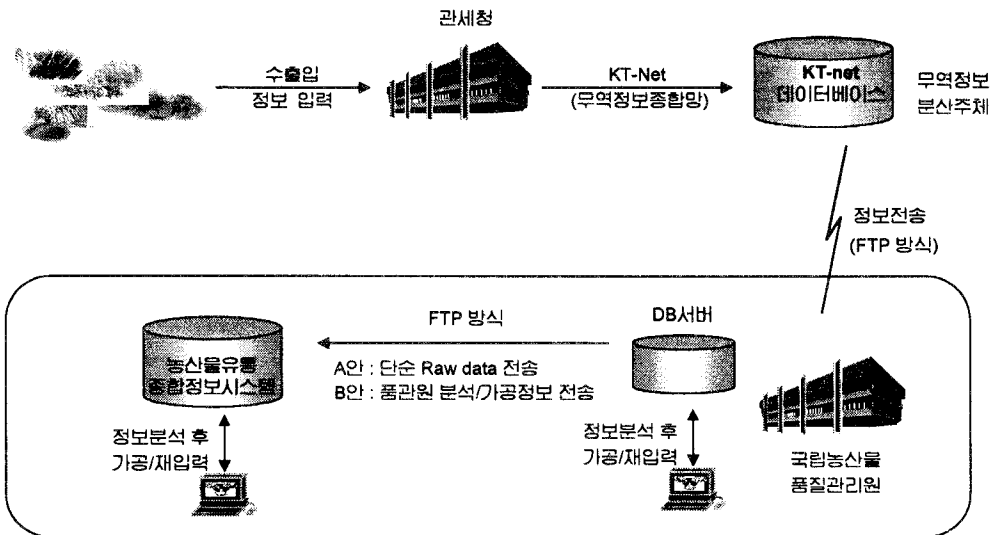 관세청
수출입
정보 입력
KT-Net
(무역정보종합망)
KT-net
데이터베이스
무역정보
분산주체
정보전송
(FTP 방식)
농산물유통
종합정보시스템
FTP 방식
A안 : 단순 Raw data 전송
B안 : 품관원 분석/가공정보 전송
DB서버
정보분석 후
가공/재입력
정보분석 후
가공/재입력
국립농산물
품질관리원